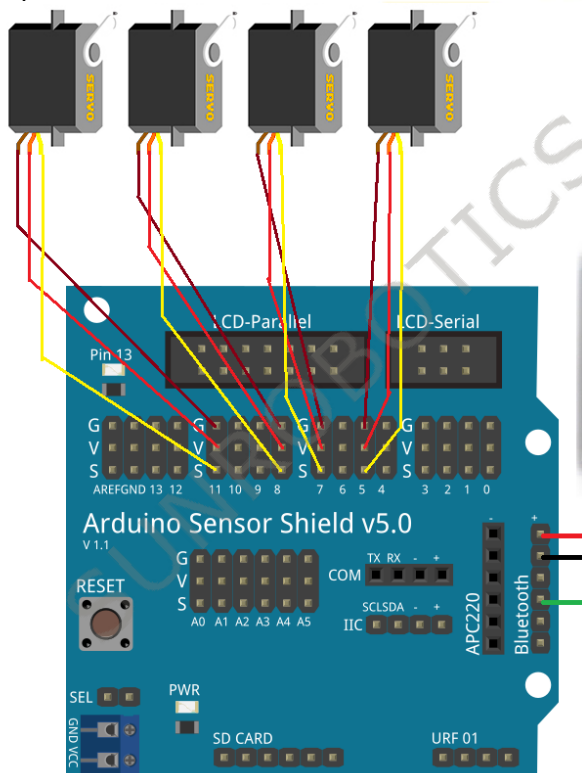 SERVO SERVO SERVO SERVO
LCD-Parallel LCD-Serial
Pin 13
G G G G
V V V V
S S S S
AREF GND 13 12 11 10 9 8 7 6 5 4 3 2 1 0
Arduino Sensor Shield v5.0
V 1.1
- +
G
V
S
A0 A1 A2 A3 A4 A5
TX RX - +
COM
SCL SDA - +
IIC
APC220
Bluetooth
RESET
SEL
PWR
GND VCC
SD CARD
URF 01
SUNROBOTICS